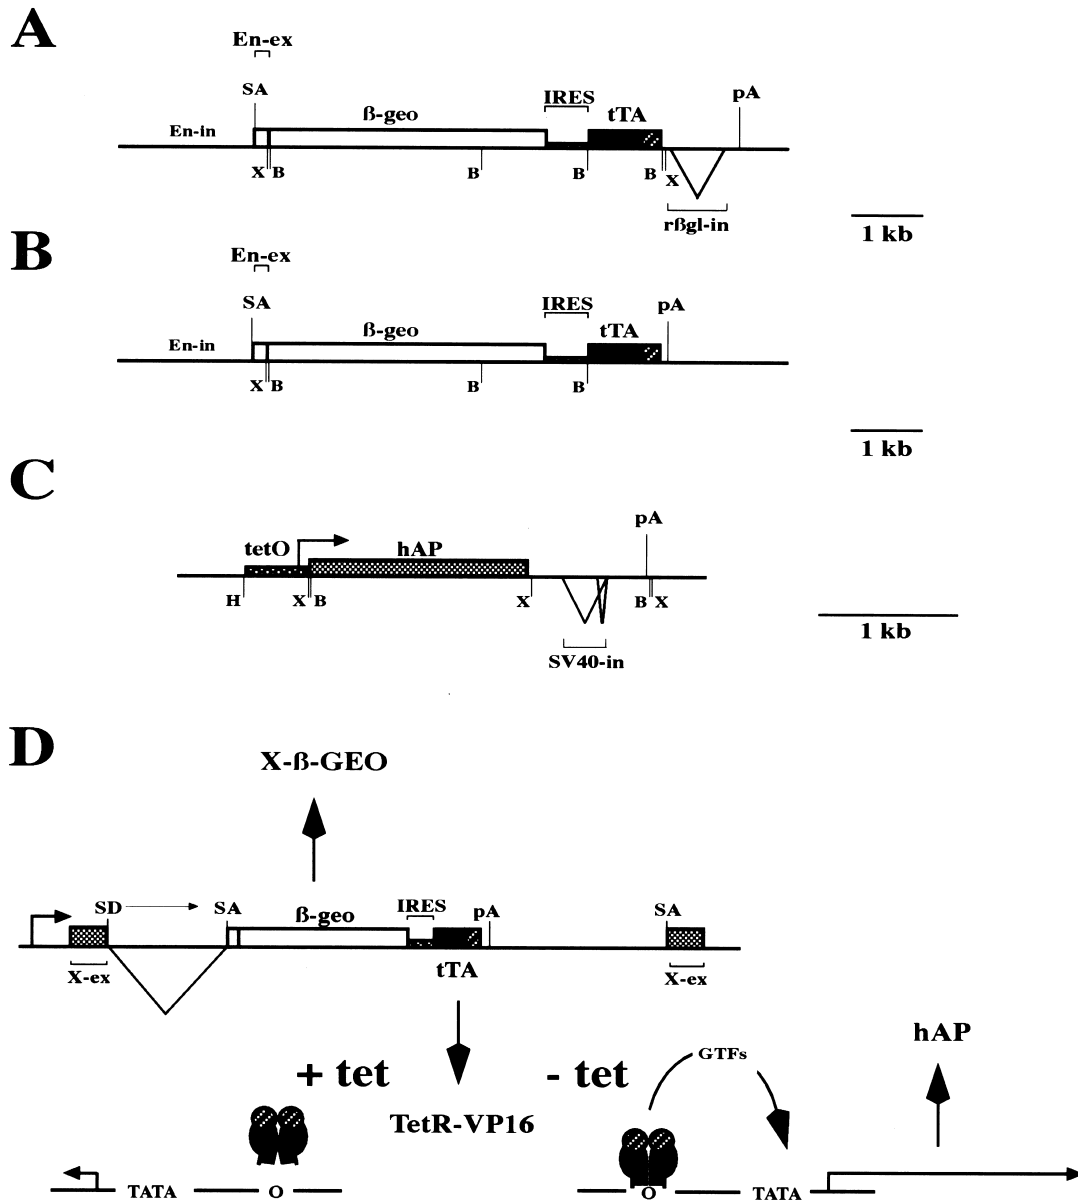 A
En-ex
SA
ß-geo
IRES
tTA
pA
En-in
X B
B
B
B
X
rßgl-in
1 kb
B
En-ex
SA
ß-geo
IRES
tTA
pA
En-in
X B
B
B
1 kb
C
tetO
hAP
pA
H
X B
X
B X
SV40-in
1 kb
D
X-ß-GEO
SD
SA
ß-geo
IRES
pA
SA
X-ex
tTA
X-ex
+ tet
- tet
GTFs
hAP
TetR-VP16
TATA
O
O
TATA